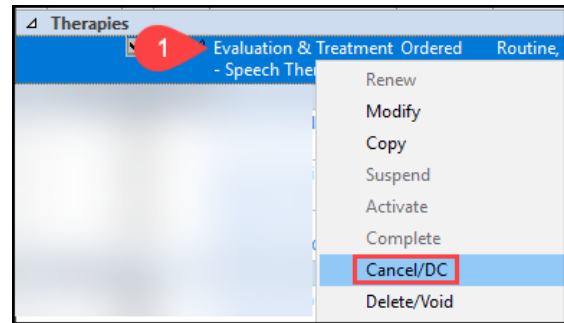 Therapies
1
Evaluation & Treatment Ordered Routine,
- Speech Ther
Renew
Modify
Copy
Suspend
Activate
Complete
Cancel/DC
Delete/Void